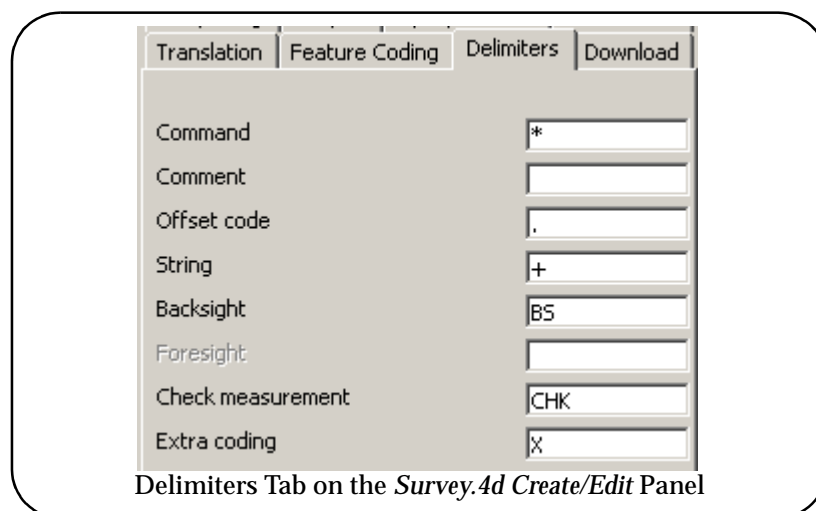 Translation Feature Coding Delimiters Download
Command *
Comment
Offset code .
String +
Backsight BS
Foresight
Check measurement CHK
Extra coding X
Delimiters Tab on the Survey.4d Create/Edit Panel